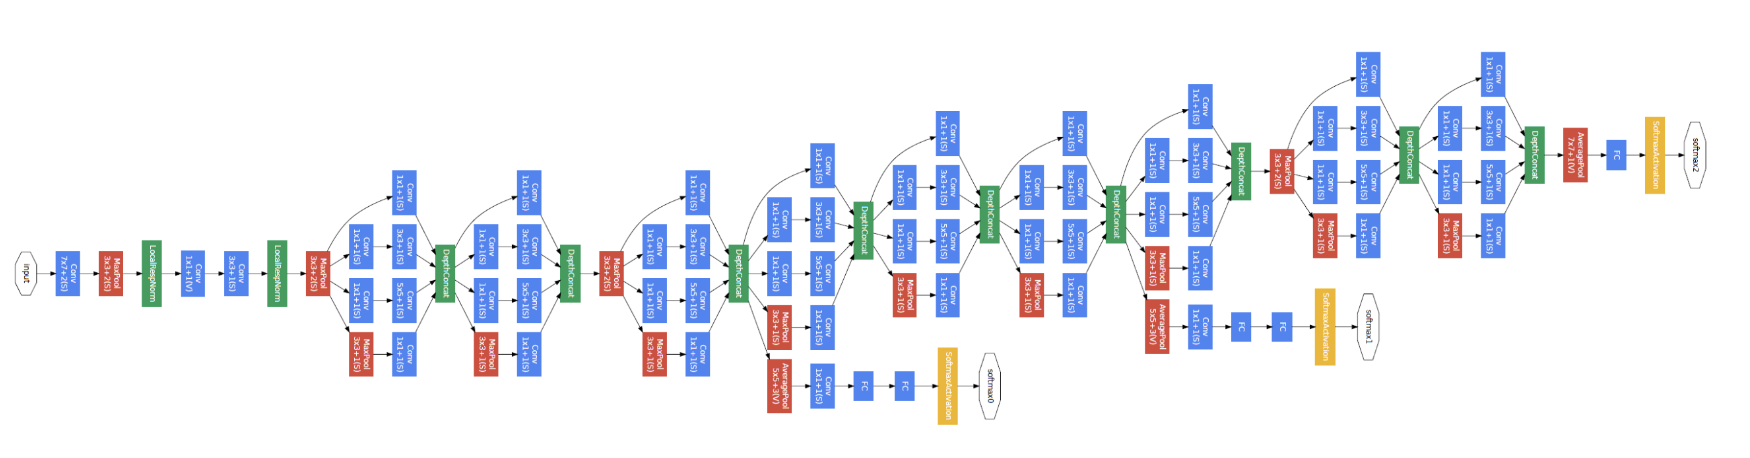 input
Conv
7x7+2(S)
MaxPool
3x3+2(S)
LocalRespNorm
Conv
1x1+1(V)
Conv
3x3+1(S)
LocalRespNorm
MaxPool
3x3+2(S)
Conv
1x1+1(S)
Conv
1x1+1(S)
MaxPool
3x3+1(S)
Conv
1x1+1(S)
Conv
3x3+1(S)
Conv
5x5+1(S)
Conv
1x1+1(S)
DepthConcat
Conv
1x1+1(S)
Conv
1x1+1(S)
MaxPool
3x3+1(S)
Conv
1x1+1(S)
Conv
3x3+1(S)
Conv
5x5+1(S)
Conv
1x1+1(S)
DepthConcat
MaxPool
3x3+2(S)
Conv
1x1+1(S)
Conv
1x1+1(S)
MaxPool
3x3+1(S)
Conv
1x1+1(S)
Conv
3x3+1(S)
Conv
5x5+1(S)
Conv
1x1+1(S)
DepthConcat
Conv
1x1+1(S)
Conv
1x1+1(S)
MaxPool
3x3+1(S)
AveragePool
5x5+3(V)
Conv
1x1+1(S)
Conv
3x3+1(S)
Conv
5x5+1(S)
Conv
1x1+1(S)
Conv
1x1+1(S)
DepthConcat
FC
Conv
1x1+1(S)
Conv
1x1+1(S)
MaxPool
3x3+1(S)
FC
Conv
1x1+1(S)
Conv
3x3+1(S)
Conv
5x5+1(S)
Conv
1x1+1(S)
SoftmaxActivation
DepthConcat
softmax0
Conv
1x1+1(S)
Conv
1x1+1(S)
MaxPool
3x3+1(S)
Conv
1x1+1(S)
Conv
3x3+1(S)
Conv
5x5+1(S)
Conv
1x1+1(S)
DepthConcat
Conv
1x1+1(S)
Conv
1x1+1(S)
MaxPool
3x3+1(S)
AveragePool
5x5+3(V)
Conv
1x1+1(S)
Conv
3x3+1(S)
Conv
5x5+1(S)
Conv
1x1+1(S)
Conv
1x1+1(S)
DepthConcat
FC
MaxPool
3x3+2(S)
FC
Conv
1x1+1(S)
Conv
1x1+1(S)
MaxPool
3x3+1(S)
SoftmaxActivation
Conv
1x1+1(S)
Conv
3x3+1(S)
Conv
5x5+1(S)
Conv
1x1+1(S)
softmax1
DepthConcat
Conv
1x1+1(S)
Conv
1x1+1(S)
MaxPool
3x3+1(S)
Conv
1x1+1(S)
Conv
3x3+1(S)
Conv
5x5+1(S)
Conv
1x1+1(S)
DepthConcat
AveragePool
7x7+1(V)
FC
SoftmaxActivation
softmax2